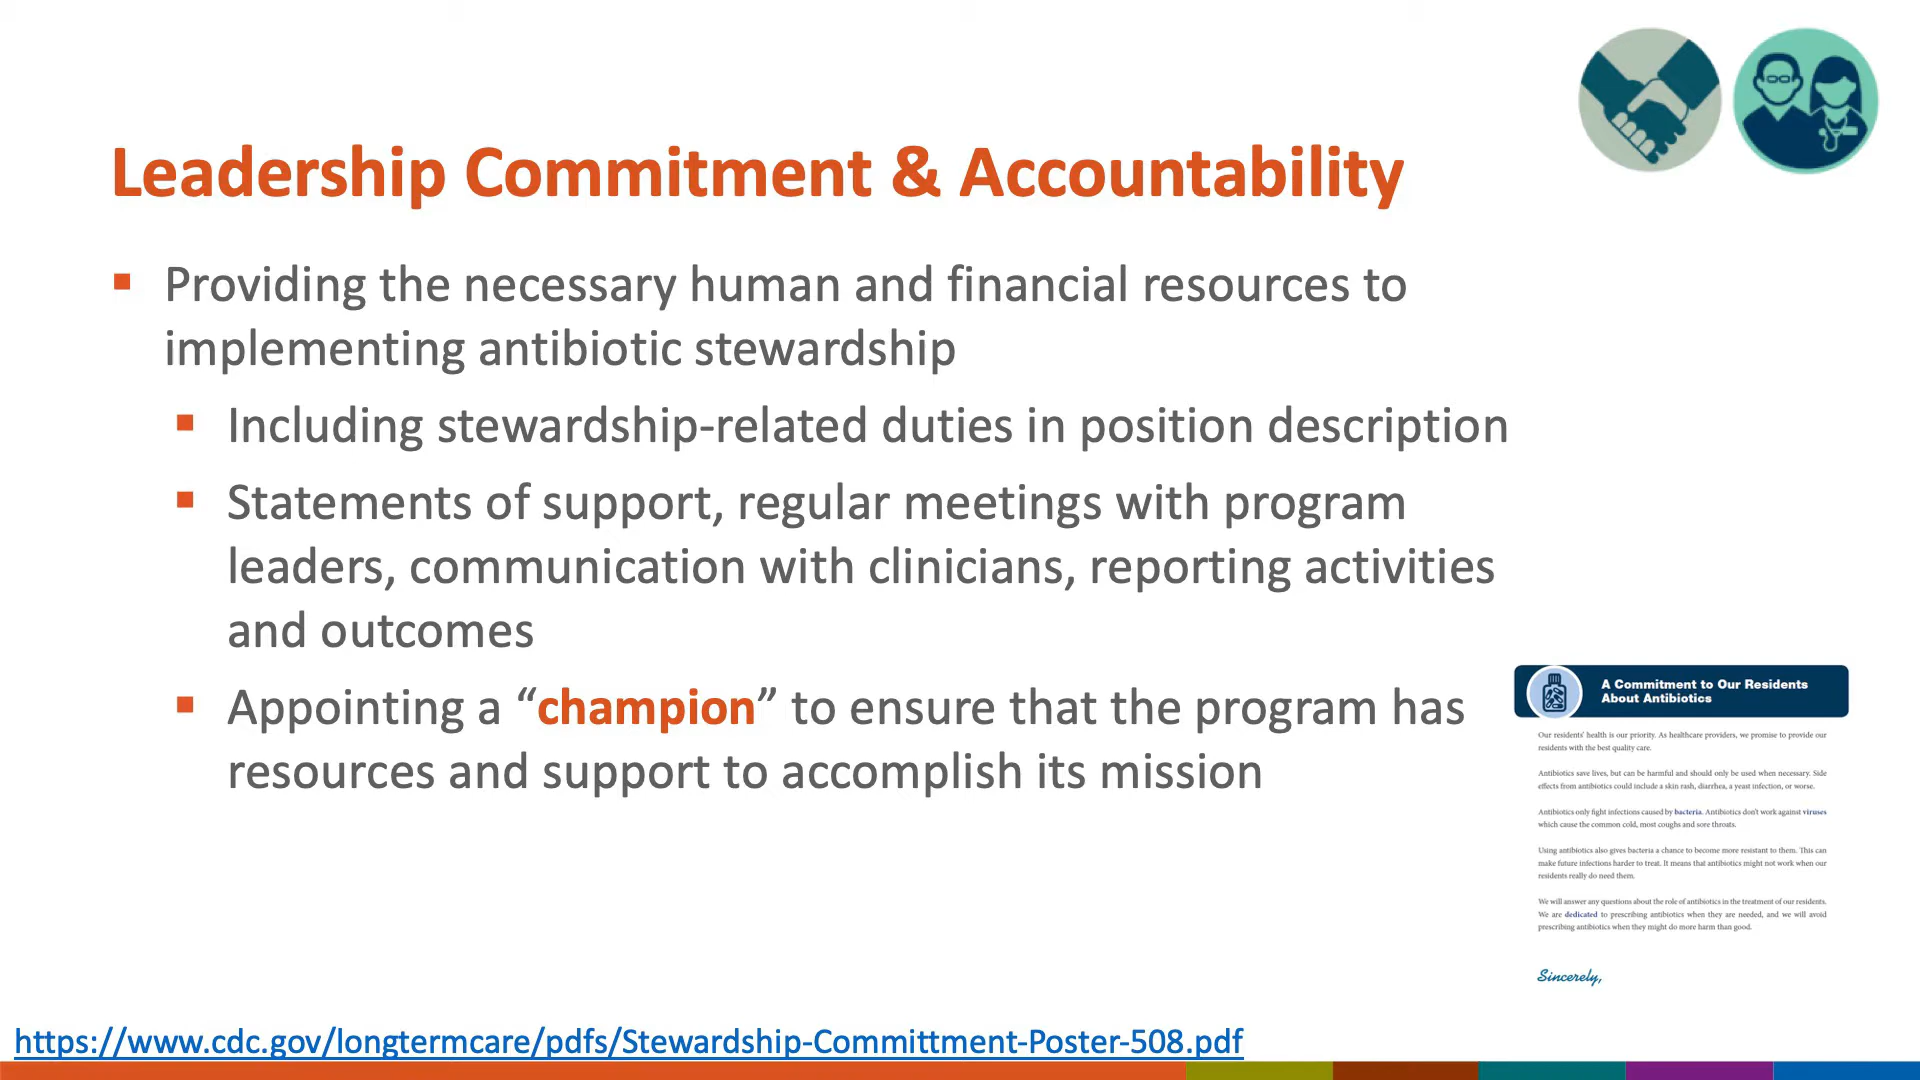 Leadership Commitment & Accountability
Providing the necessary human and financial resources to
implementing antibiotic stewardship
Including stewardship-related duties in position description
Statements of support, regular meetings with program
leaders, communication with clinicians, reporting activities
and outcomes
Appointing a “champion” to ensure that the program has
resources and support to accomplish its mission
A Commitment to Our Residents
About Antibiotics
Our residents' health is our priority. As healthcare providers, we promise to provide our
residents with the best quality care.
Antibiotics save lives, but can be harmful and should only be used when necessary. Side
effects from antibiotics could include a skin rash, diarrhea, a yeast infection, or worse.
Antibiotics only fight infections caused by bacteria. Antibiotics don't work against viruses
which cause the common cold, most coughs and sore throats.
Using antibiotics also gives bacteria a chance to become more resistant to them. This can
make future infections harder to treat. It means that antibiotics might not work when our
residents really do need them.
We will answer any questions about the role of antibiotics in the treatment of our residents.
We are dedicated to prescribing antibiotics when they are needed, and we will avoid
prescribing antibiotics when they might do more harm than good.
Sincerely,
https://www.cdc.gov/longtermcare/pdfs/Stewardship-Committment-Poster-508.pdf